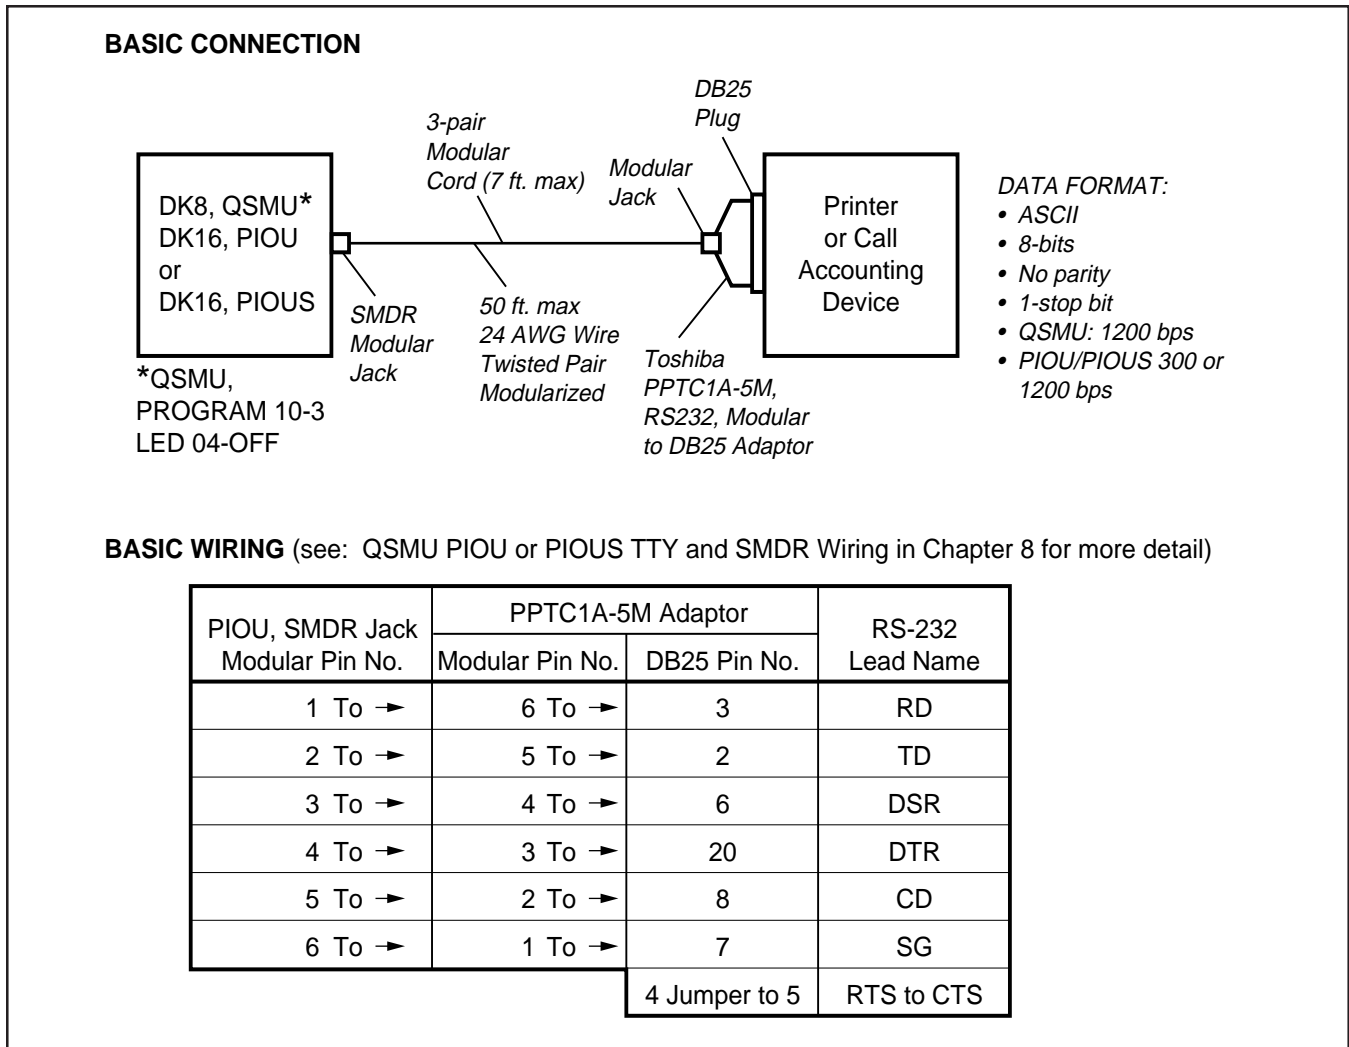 BASIC CONNECTION
DB25
Plug
3-pair
Modular
Cord (7 ft. max)
Modular
Jack
DK8, QSMU*
DK16, PIOU
or
DK16, PIOUS
Printer
or Call
Accounting
Device
DATA FORMAT:
• ASCII
• 8-bits
• No parity
• 1-stop bit
• QSMU: 1200 bps
• PIOU/PIOUS 300 or
1200 bps
SMDR
Modular
Jack
50 ft. max
24 AWG Wire
Twisted Pair
Modularized
Toshiba
PPTC1A-5M,
RS232, Modular
to DB25 Adaptor
*QSMU,
PROGRAM 10-3
LED 04-OFF
BASIC WIRING (see: QSMU PIOU or PIOUS TTY and SMDR Wiring in Chapter 8 for more detail)
PIOU, SMDR Jack
Modular Pin No.
PPTC1A-5M Adaptor
Modular Pin No. DB25 Pin No.
RS-232
Lead Name
1 To → 6 To → 3 RD
2 To → 5 To → 2 TD
3 To → 4 To → 6 DSR
4 To → 3 To → 20 DTR
5 To → 2 To → 8 CD
6 To → 1 To → 7 SG
4 Jumper to 5 RTS to CTS